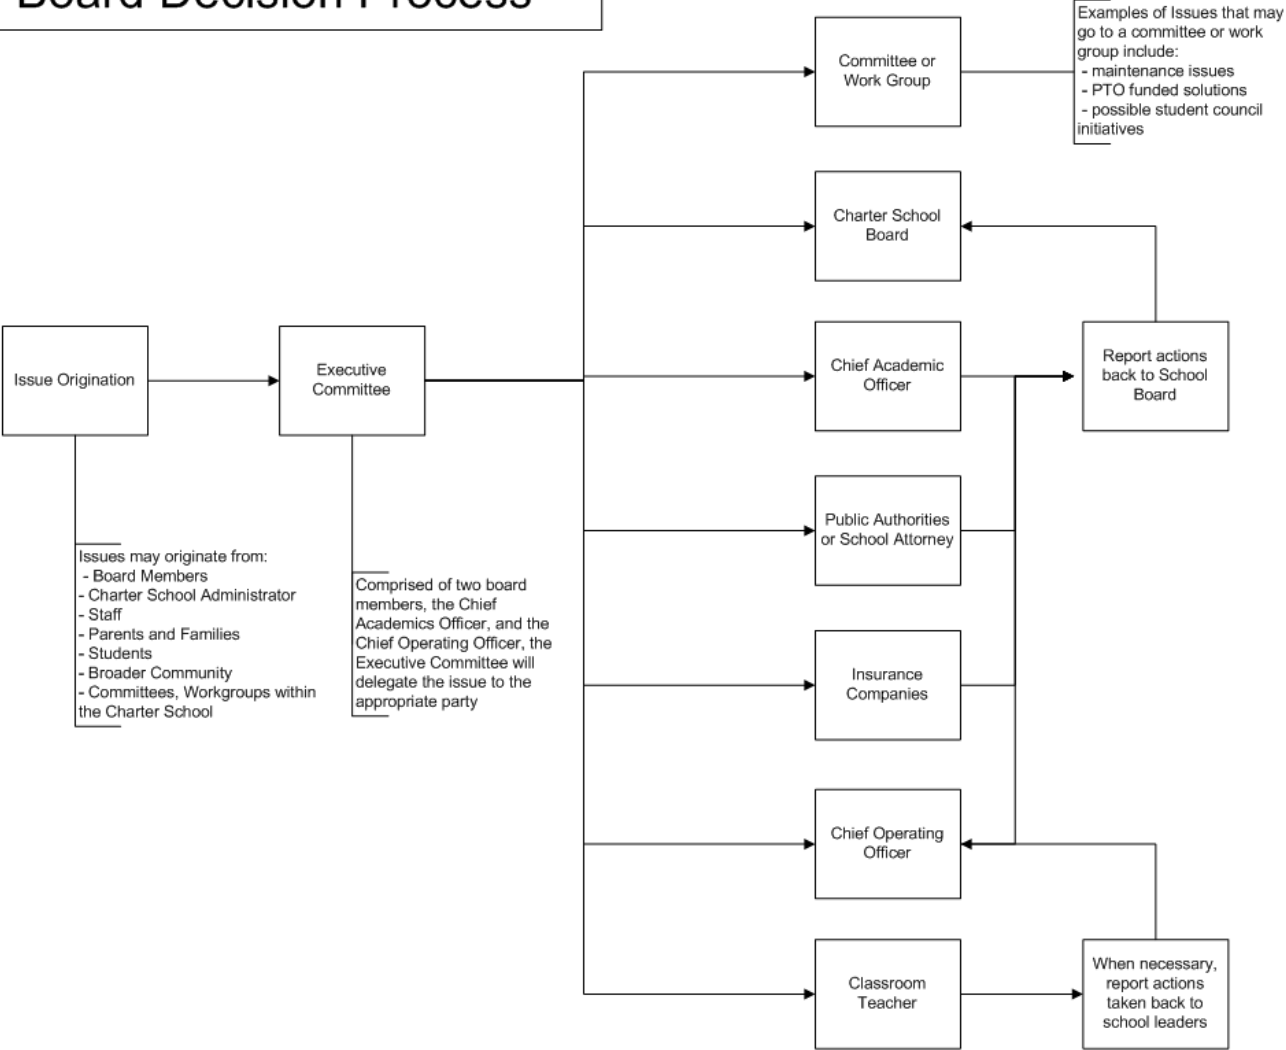 Board Decision Process
Examples of Issues that may
go to a committee or work
group include:
- maintenance issues
- PTO funded solutions
- possible student council
initiatives
Committee or
Work Group
Charter School
Board
Issue Origination
Executive
Committee
Chief Academic
Officer
Report actions
back to School
Board
Public Authorities
or School Attorney
Issues may originate from:
- Board Members
- Charter School Administrator
- Staff
- Parents and Families
- Students
- Broader Community
- Committees, Workgroups within
the Charter School
Comprised of two board
members, the Chief
Academics Officer, and the
Chief Operating Officer, the
Executive Committee will
delegate the issue to the
appropriate party
Insurance
Companies
Chief Operating
Officer
Classroom
Teacher
When necessary,
report actions
taken back to
school leaders